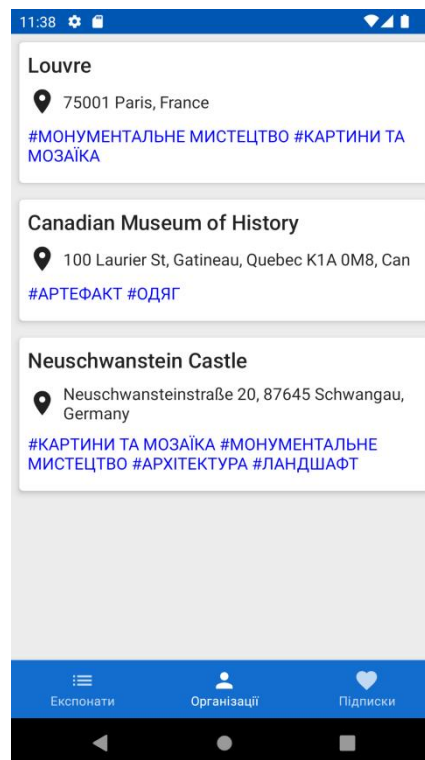 11:38
Louvre
75001 Paris, France
#МОНУМЕНТАЛЬНЕ МИСТЕЦТВО #КАРТИНИ ТА
МОЗАЇКА
Canadian Museum of History
100 Laurier St, Gatineau, Quebec K1A 0M8, Can
#АРТЕФАКТ #ОДЯГ
Neuschwanstein Castle
Neuschwansteinstraße 20, 87645 Schwangau,
Germany
#КАРТИНИ ТА МОЗАЇКА #МОНУМЕНТАЛЬНЕ
МИСТЕЦТВО #АРХІТЕКТУРА #ЛАНДШАФТ
Експонати Організації Підписки